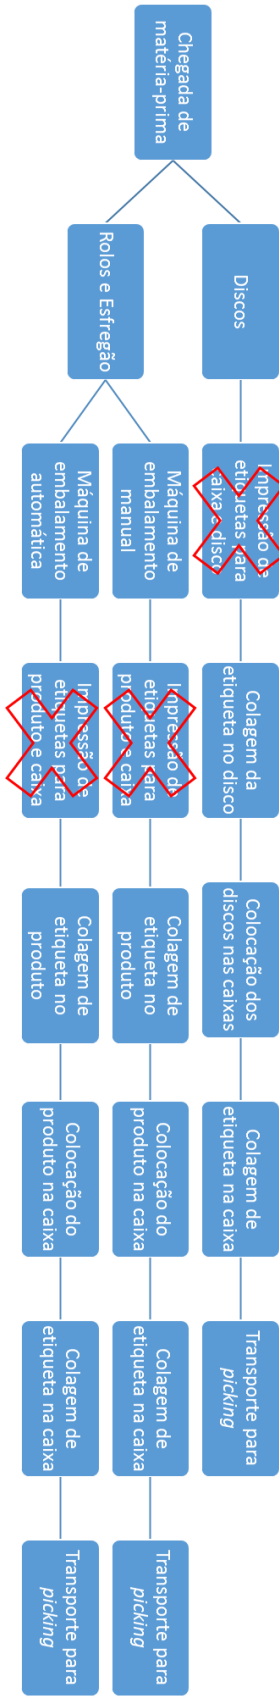 Chegada de
matéria-prima
Discos
Impressão de
etiquetas para
caixa e disco
Colagem da
etiqueta no disco
Colocação dos
discos nas caixas
Colagem de
etiqueta na caixa
Transporte para
picking
Rolos e Esfregão
Máquina de
embalamento
manual
Impressão de
etiquetas para
produto e caixa
Colagem de
etiqueta no
produto
Colocação do
produto na caixa
Colagem de
etiqueta na caixa
Transporte para
picking
Máquina de
embalamento
automática
Impressão de
etiquetas para
produto e caixa
Colagem de
etiqueta no
produto
Colocação do
produto na caixa
Colagem de
etiqueta na caixa
Transporte para
picking